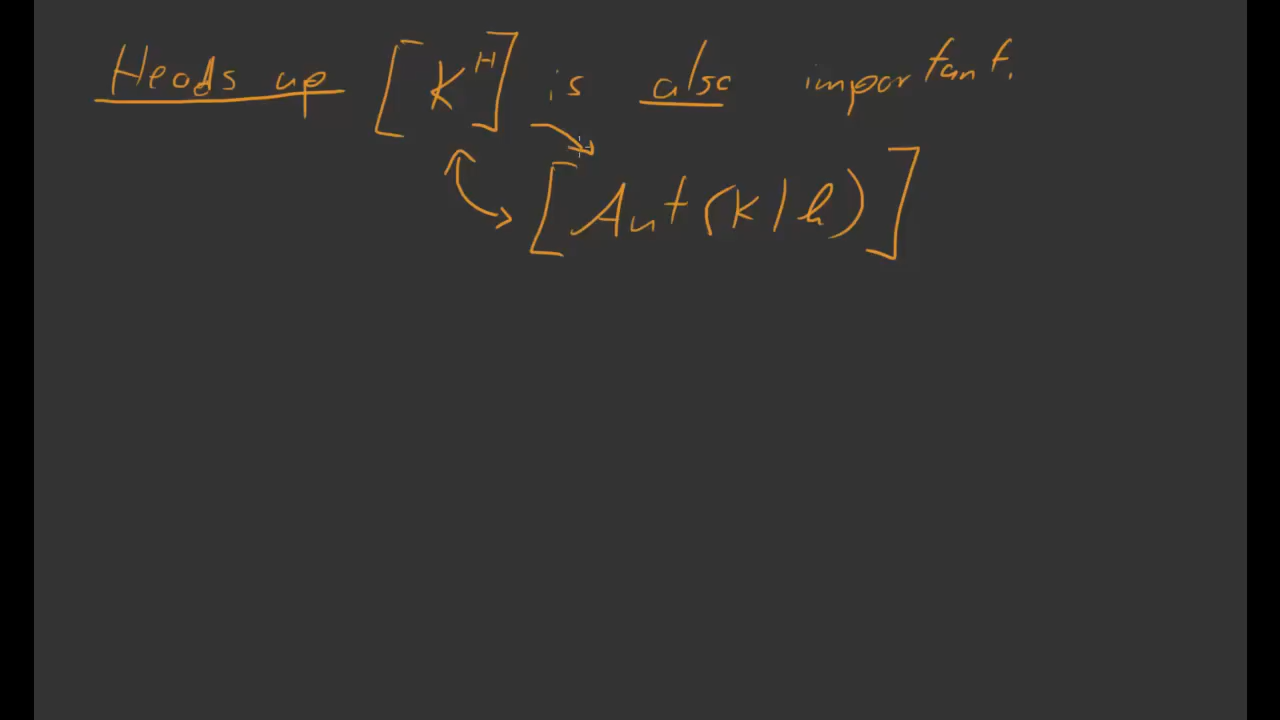 Heads up [K^H] is also important.
[Aut(K/k)]